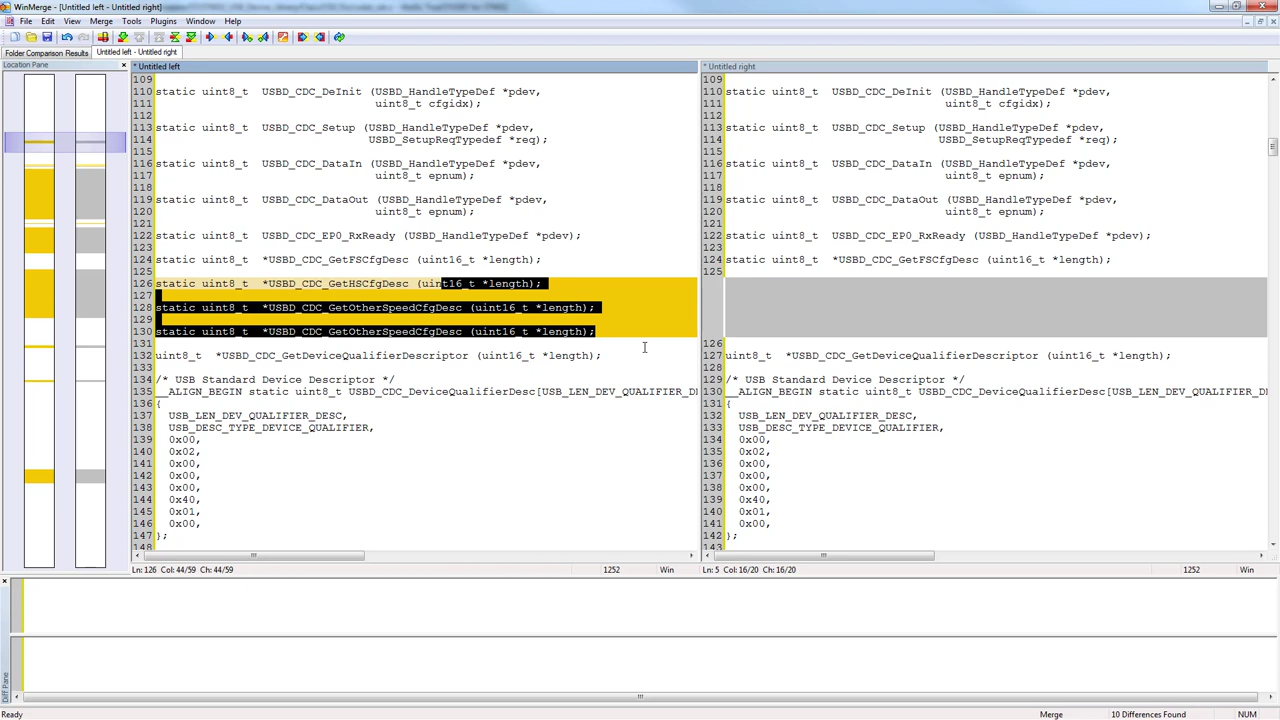 WinMerge - [Untitled left - Untitled right]
File Edit View Merge Tools Plugins Window Help
Folder Comparison Results Untitled left - Untitled right
Location Pane
* Untitled left
109
110 static uint8_t *USBD_CDC_DeInit (USBD_HandleTypeDef *pdev,
111 uint8_t cfgidx);
112
113 static uint8_t USBD_CDC_Setup (USBD_HandleTypeDef *pdev,
114 USBD_SetupReqTypedef *req);
115
116 static uint8_t USBD_CDC_DataIn (USBD_HandleTypeDef *pdev,
117 uint8_t epnum);
118
119 static uint8_t USBD_CDC_DataOut (USBD_HandleTypeDef *pdev,
120 uint8_t epnum);
121
122 static uint8_t USBD_CDC_EP0_RxReady (USBD_HandleTypeDef *pdev);
123
124 static uint8_t *USBD_CDC_GetFSCfgDesc (uint16_t *length);
125
126 static uint8_t *USBD_CDC_GetHSCfgDesc (uint16_t *length);
127
128 static uint8_t *USBD_CDC_GetOtherSpeedCfgDesc (uint16_t *length);
129
130 static uint8_t *USBD_CDC_GetOtherSpeedCfgDesc (uint16_t *length);
131
132 uint8_t *USBD_CDC_GetDeviceQualifierDescriptor (uint16_t *length);
133
134 /* USB Standard Device Descriptor */
135 __ALIGN_BEGIN static uint8_t USBD_CDC_DeviceQualifierDesc[USB_LEN_DEV_QUALIFIER_D
136 {
137 USB_LEN_DEV_QUALIFIER_DESC,
138 USB_DESC_TYPE_DEVICE_QUALIFIER,
139 0x00,
140 0x02,
141 0x00,
142 0x00,
143 0x00,
144 0x40,
145 0x01,
146 0x00,
147 };
148
Ln: 126 Col: 44/59 Ch: 44/59 1252 Win
* Untitled right
109
110 static uint8_t USBD_CDC_DeInit (USBD_HandleTypeDef *pdev,
111 uint8_t cfgidx);
112
113 static uint8_t USBD_CDC_Setup (USBD_HandleTypeDef *pdev,
114 USBD_SetupReqTypedef *req);
115
116 static uint8_t USBD_CDC_DataIn (USBD_HandleTypeDef *pdev,
117 uint8_t epnum);
118
119 static uint8_t USBD_CDC_DataOut (USBD_HandleTypeDef *pdev,
120 uint8_t epnum);
121
122 static uint8_t USBD_CDC_EP0_RxReady (USBD_HandleTypeDef *pdev);
123
124 static uint8_t *USBD_CDC_GetFSCfgDesc (uint16_t *length);
125
126
127 uint8_t *USBD_CDC_GetDeviceQualifierDescriptor (uint16_t *length);
128
129 /* USB Standard Device Descriptor */
130 __ALIGN_BEGIN static uint8_t USBD_CDC_DeviceQualifierDesc[USB_LEN_DEV_QUALIFIER_DE
131 {
132 USB_LEN_DEV_QUALIFIER_DESC,
133 USB_DESC_TYPE_DEVICE_QUALIFIER,
134 0x00,
135 0x02,
136 0x00,
137 0x00,
138 0x00,
139 0x40,
140 0x01,
141 0x00,
142 };
143
Ln: 5 Col: 16/20 Ch: 16/20 1252 Win
Diff Pane
Ready Merge 10 Differences Found NUM